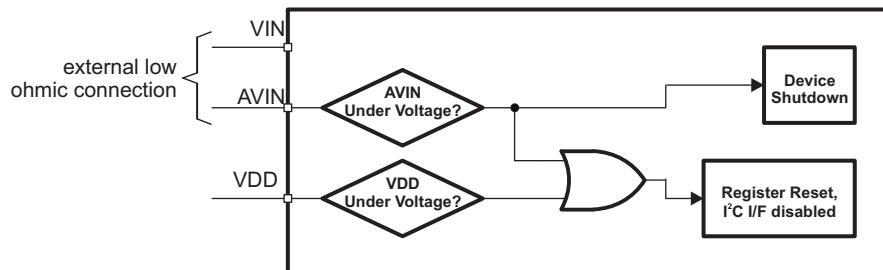 VIN
external low
ohmic connection
AVIN
AVIN
Under Voltage?
Device
Shutdown
VDD
VDD
Under Voltage?
Register Reset,
I²C I/F disabled